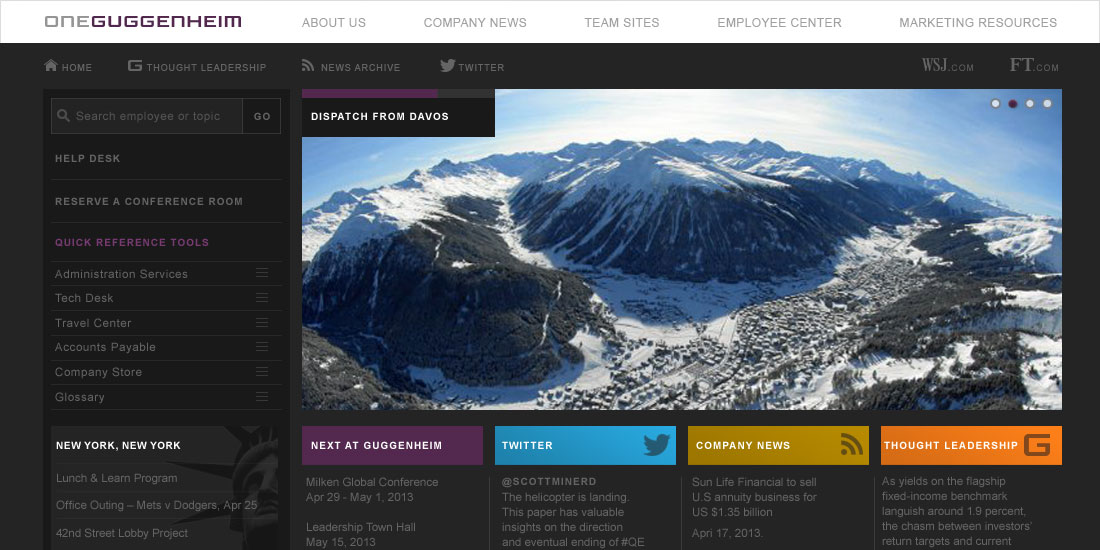 ONEGUGGENHEIM
ABOUT US
COMPANY NEWS
TEAM SITES
EMPLOYEE CENTER
MARKETING RESOURCES
HOME
THOUGHT LEADERSHIP
NEWS ARCHIVE
TWITTER
WSJ.COM
FT.COM
Search employee or topic
GO
HELP DESK
RESERVE A CONFERENCE ROOM
QUICK REFERENCE TOOLS
Administration Services
Tech Desk
Travel Center
Accounts Payable
Company Store
Glossary
NEW YORK, NEW YORK
Lunch & Learn Program
Office Outing – Mets v Dodgers, Apr 25
42nd Street Lobby Project
DISPATCH FROM DAVOS
NEXT AT GUGGENHEIM
Milken Global Conference
Apr 29 - May 1, 2013
Leadership Town Hall
May 15, 2013
TWITTER
@SCOTTMINERD
The helicopter is landing.
This paper has valuable
insights on the direction
and eventual ending of #QE
COMPANY NEWS
Sun Life Financial to sell
U.S annuity business for
US $1.35 billion
Apri 17, 2013.
THOUGHT LEADERSHIP
G
As yields on the flagship
fixed-income benchmark
languish around 1.9 percent,
the chasm between investors'
return targets and current